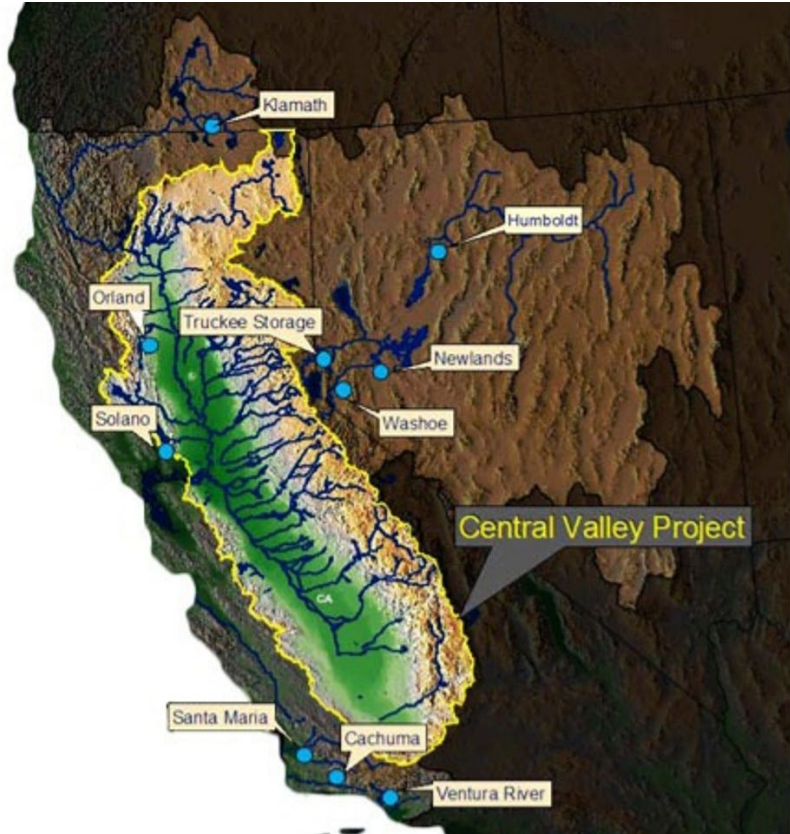 Klamath
Humboldt
Orland
Truckee Storage
Newlands
Washoe
Solano
Central Valley Project
CA
Santa Maria
Cachuma
Ventura River